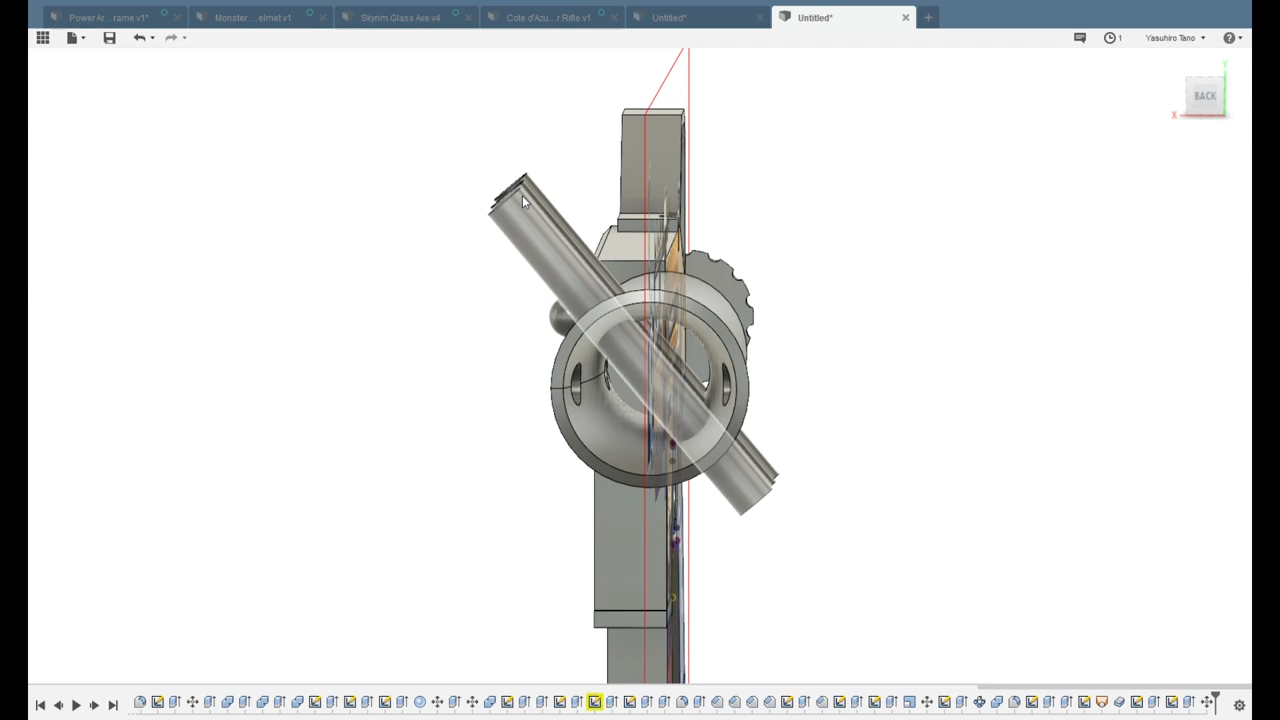 Power Ar...rame v1*
Monster ...elmef v1
Skyrim Glass Axe v4
Cote d'Azu...r Rifle v1
Untitled*
Untitled*
1
Yasuhiro Tano
BACK
X
Y